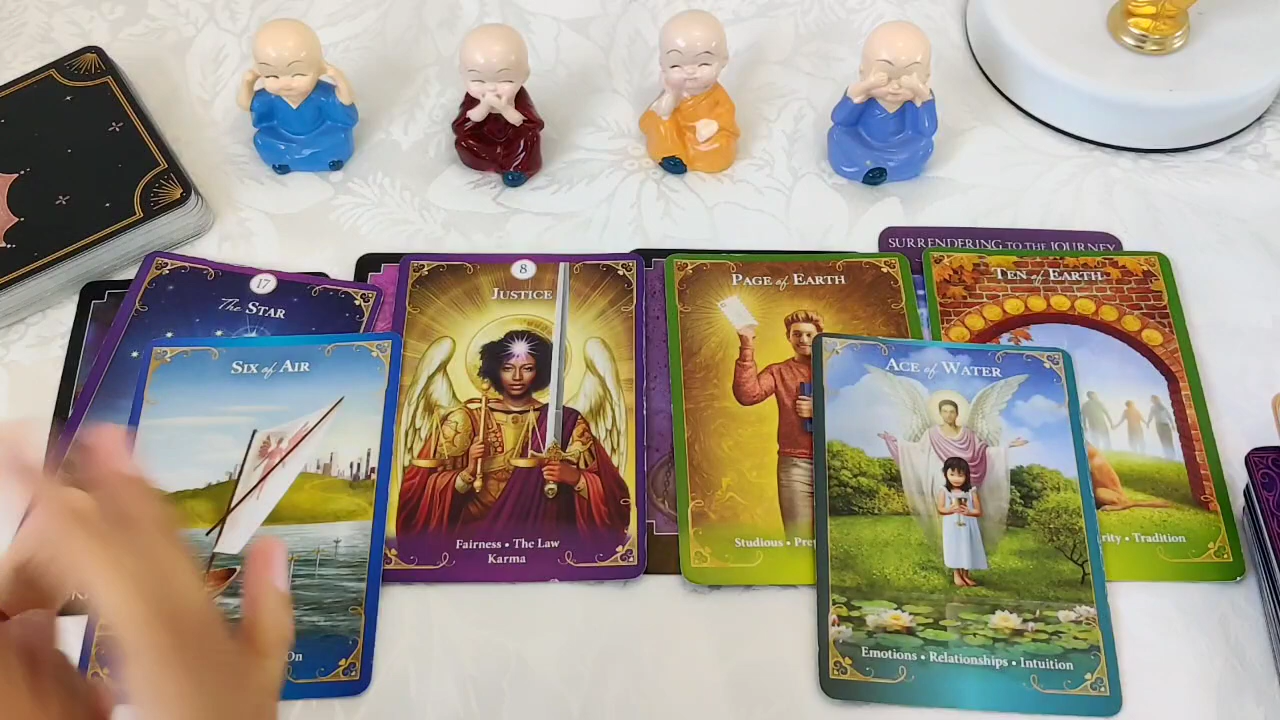 SURRENDERING TO THE JOURNEY
17
The STAR
8
JUSTICE
PAGE of EARTH
TEN of EARTH
SIX of AIR
ACE of WATER
Fairness • The Law
Karma
Studious •
• Tradition
On
Emotions • Relationships • Intuition